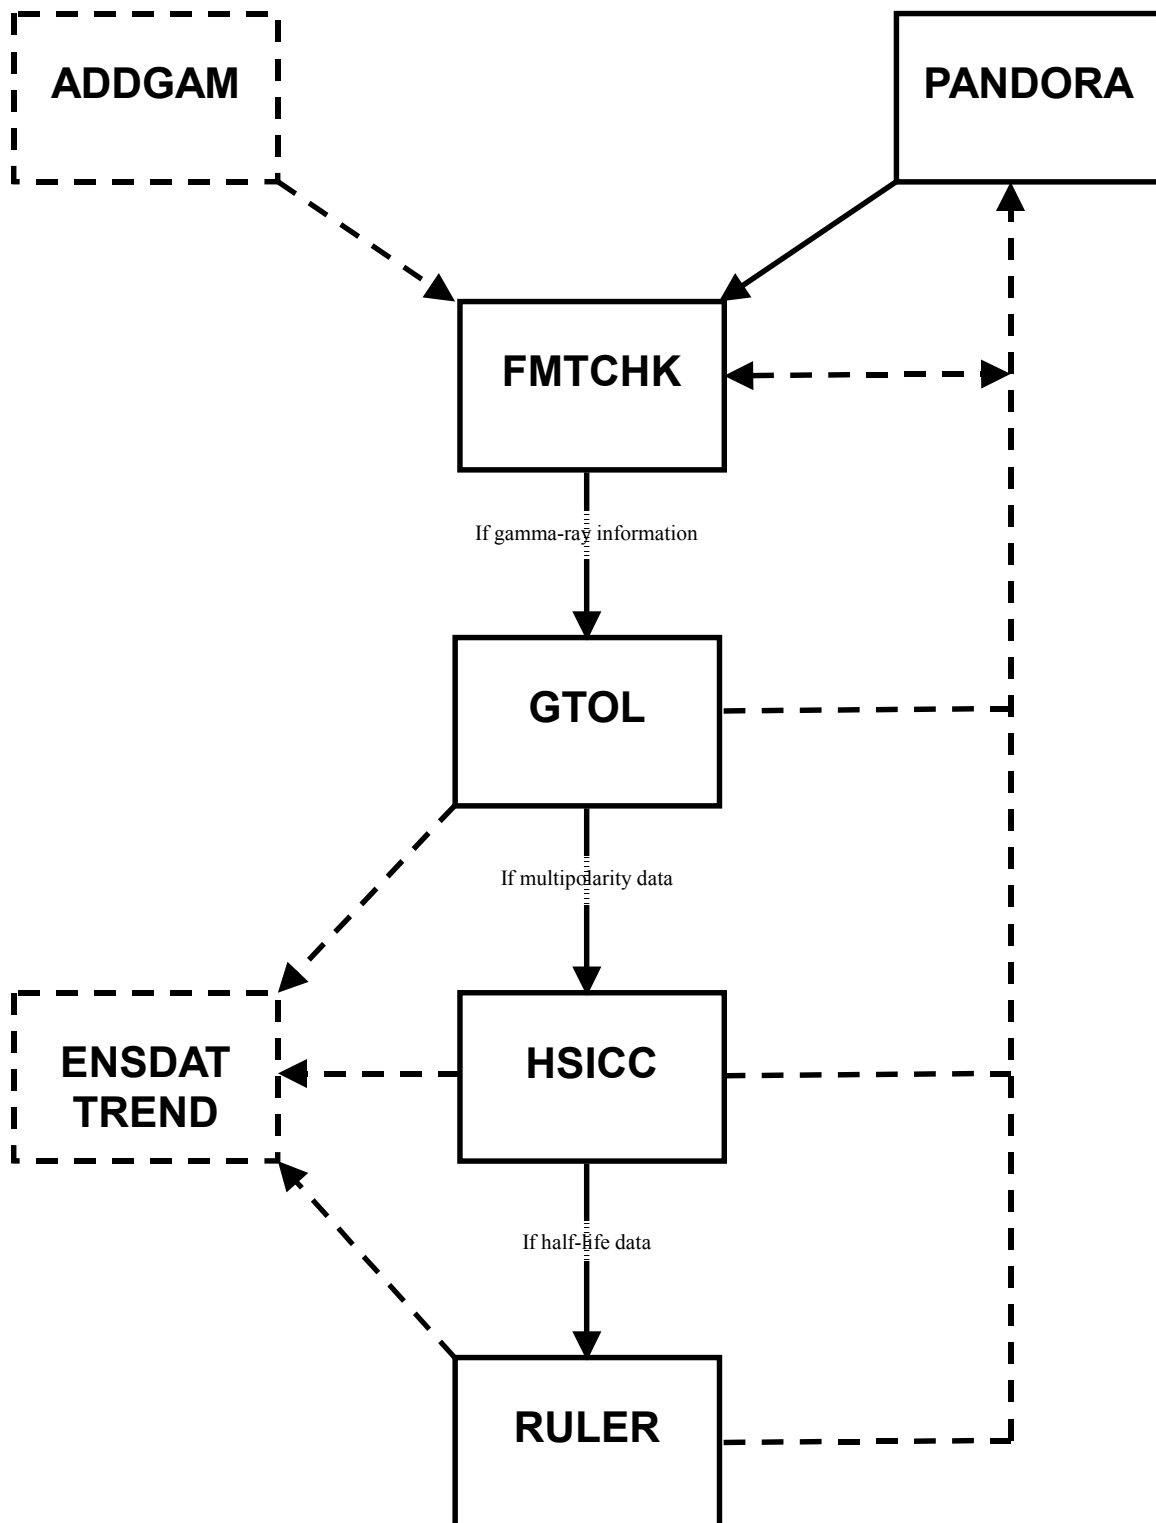 ADDGAM
PANDORA
FMTCHK
If gamma-ray information
GTOL
If multipolarity data
ENSDAT
TREND
HSICC
If half-life data
RULER